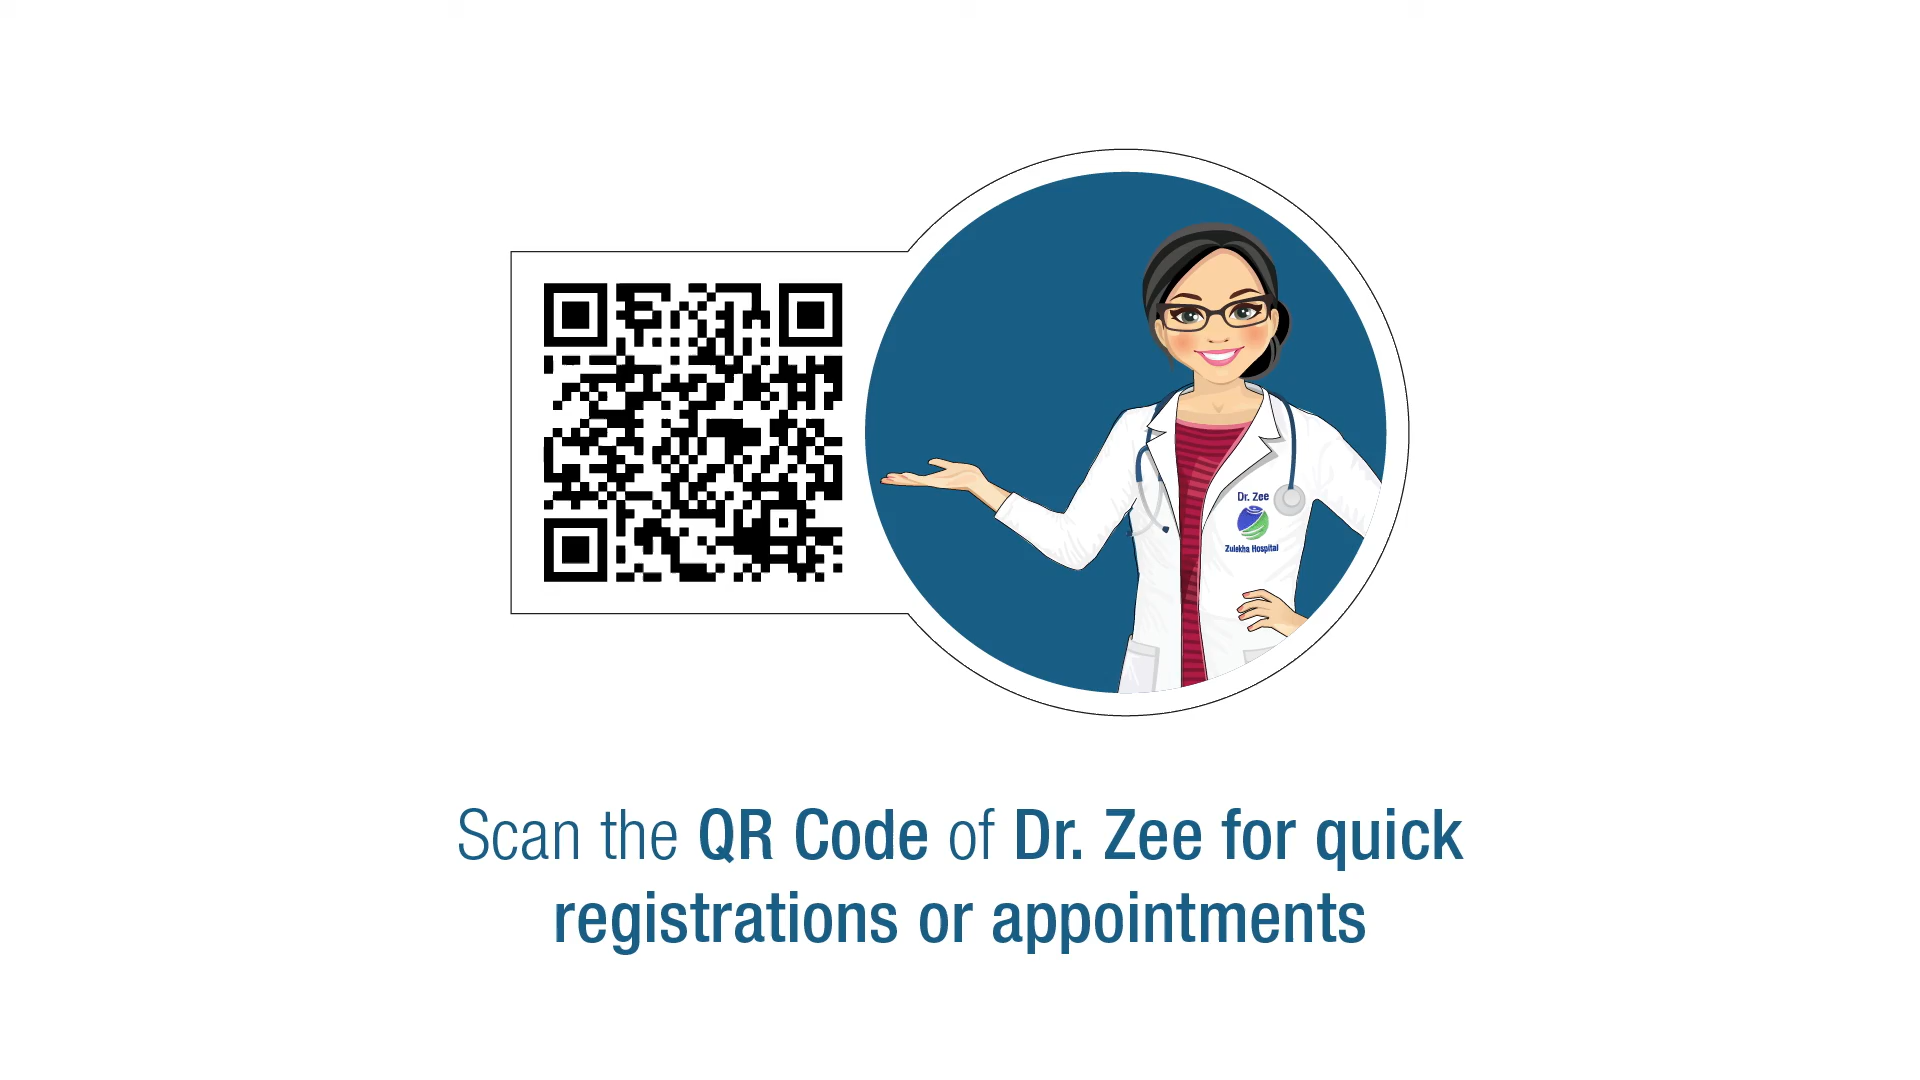 Dr. Zee
Zulekha Hospital
Scan the QR Code of Dr. Zee for quick
registrations or appointments